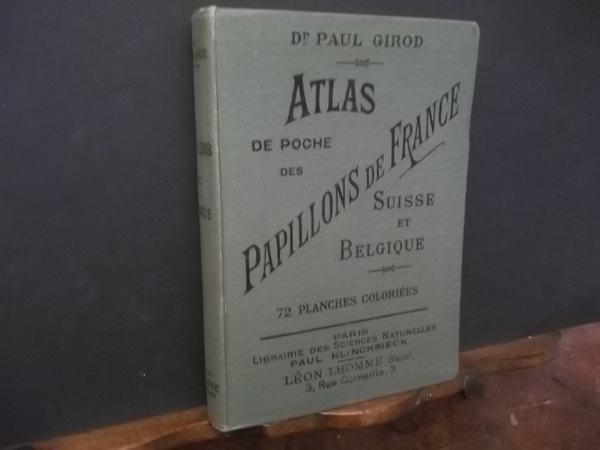 Dr PAUL GIROD
ATLAS
DE POCHE
DES
PAPILLONS DE FRANCE
SUISSE
ET
BELGIQUE
72 PLANCHES COLORIÉES
PARIS
LIBRAIRIE DES SCIENCES NATURELLES
PAUL KLINCKSIECK
LÉON LHOMME Succr
3, Rue Corneille, 3